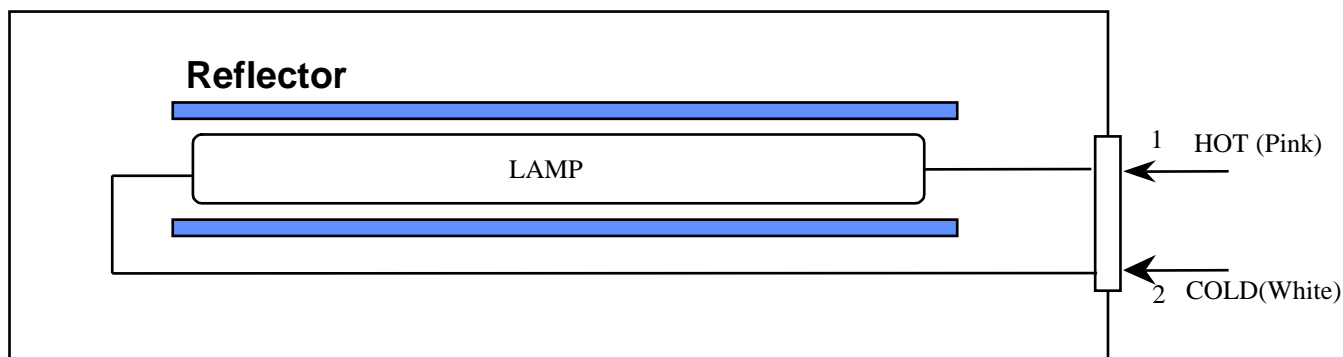 Reflector
LAMP
1
HOT (Pink)
2
COLD(White)